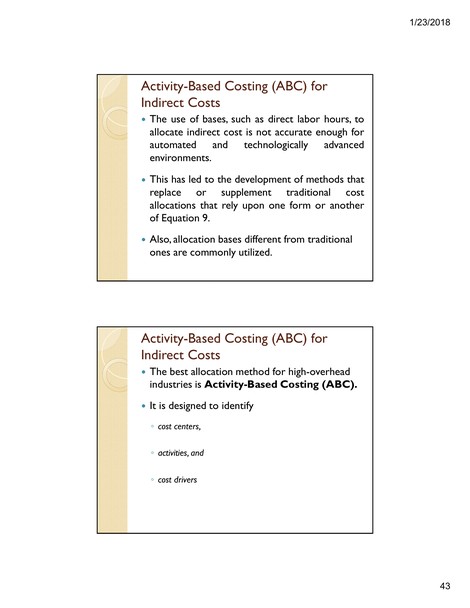 1/23/2018
Activity-Based Costing (ABC) for
Indirect Costs
• The use of bases, such as direct labor hours, to
allocate indirect cost is not accurate enough for
automated and technologically advanced
environments.
• This has led to the development of methods that
replace or supplement traditional cost
allocations that rely upon one form or another
of Equation 9.
• Also, allocation bases different from traditional
ones are commonly utilized.
Activity-Based Costing (ABC) for
Indirect Costs
• The best allocation method for high-overhead
industries is Activity-Based Costing (ABC).
• It is designed to identify
◦ cost centers,
◦ activities, and
◦ cost drivers
43